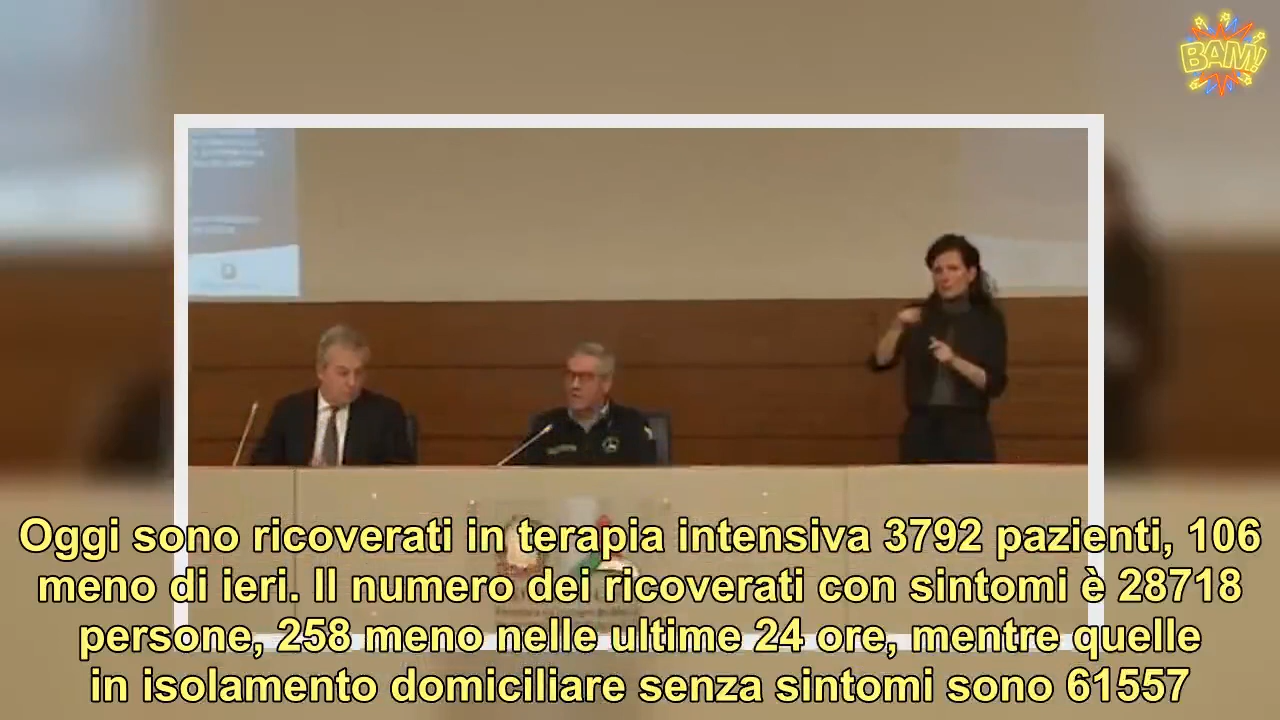 BAM!
Oggi sono ricoverati in terapia intensiva 3792 pazienti, 106
meno di ieri. Il numero dei ricoverati con sintomi è 28718
persone, 258 meno nelle ultime 24 ore, mentre quelle
in isolamento domiciliare senza sintomi sono 61557